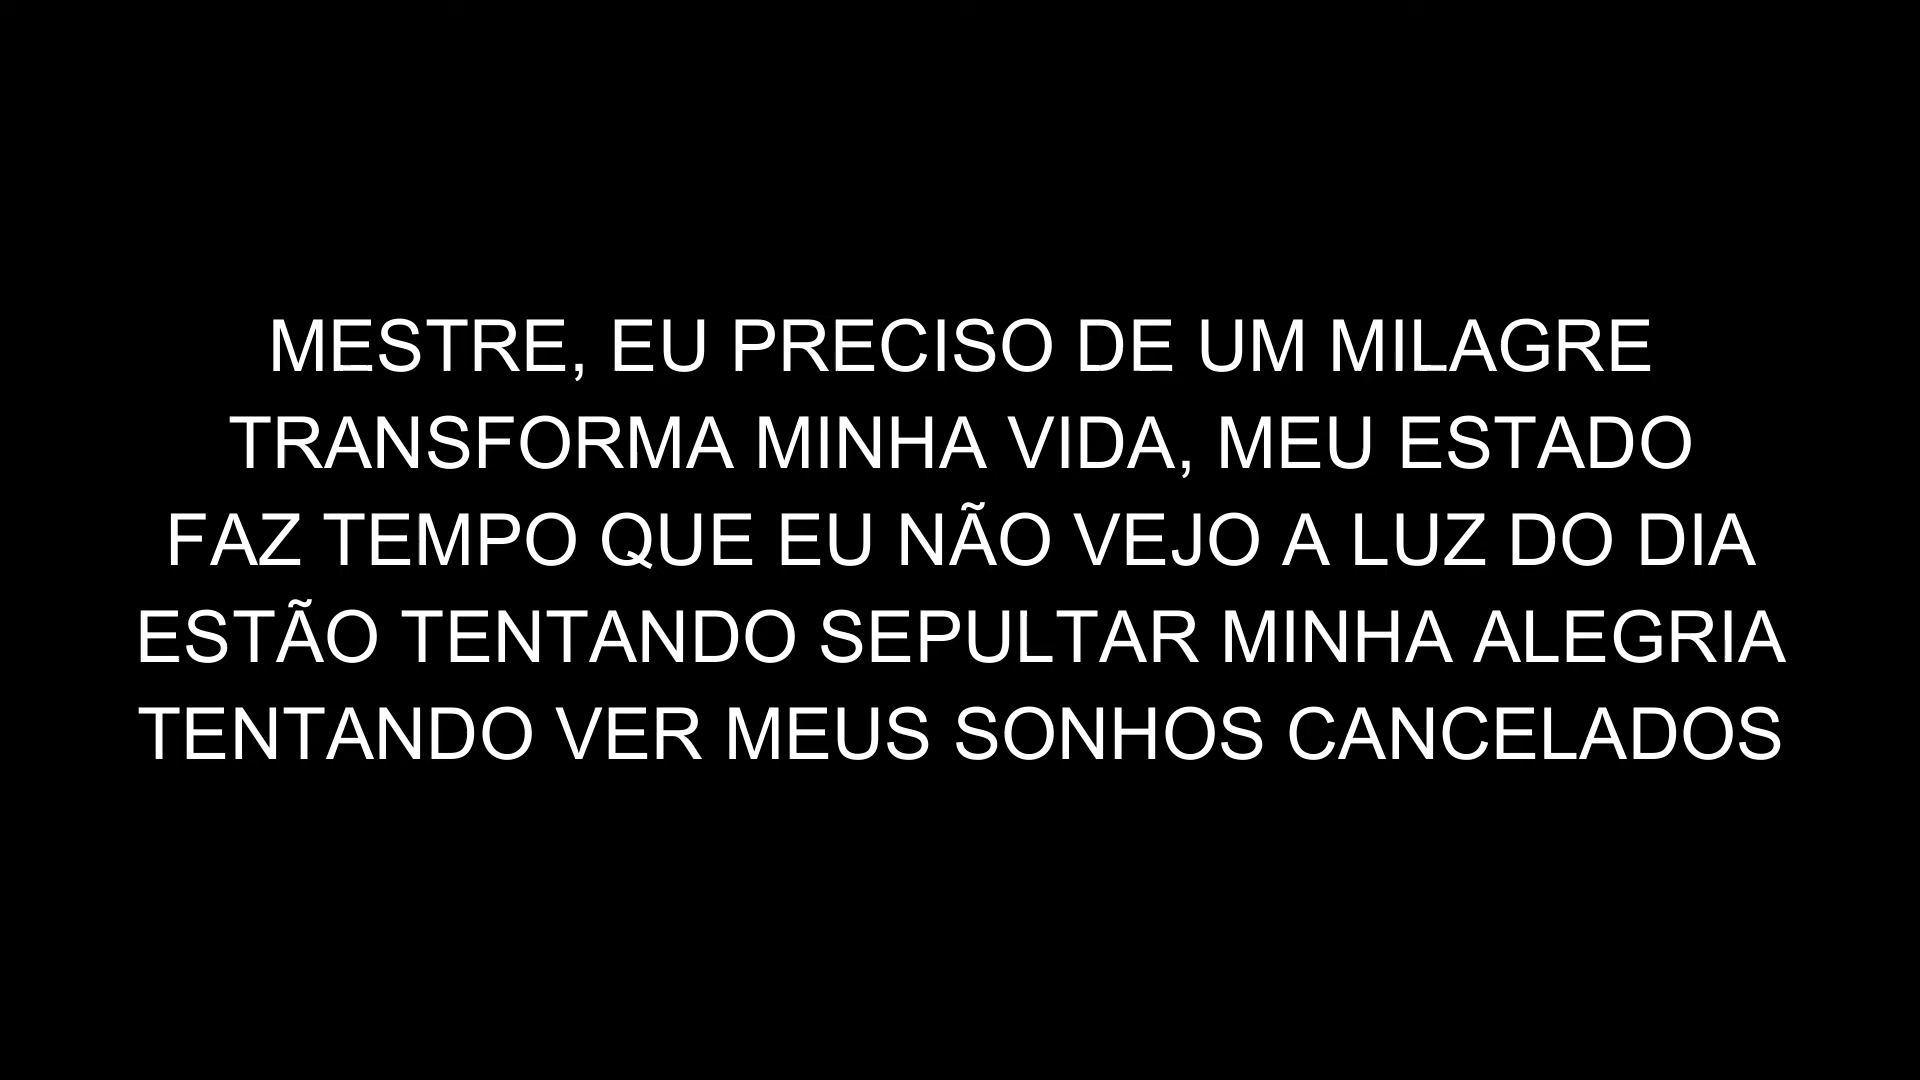 MESTRE, EU PRECISO DE UM MILAGRE
TRANSFORMA MINHA VIDA, MEU ESTADO
FAZ TEMPO QUE EU NÃO VEJO A LUZ DO DIA
ESTÃO TENTANDO SEPULTAR MINHA ALEGRIA
TENTANDO VER MEUS SONHOS CANCELADOS